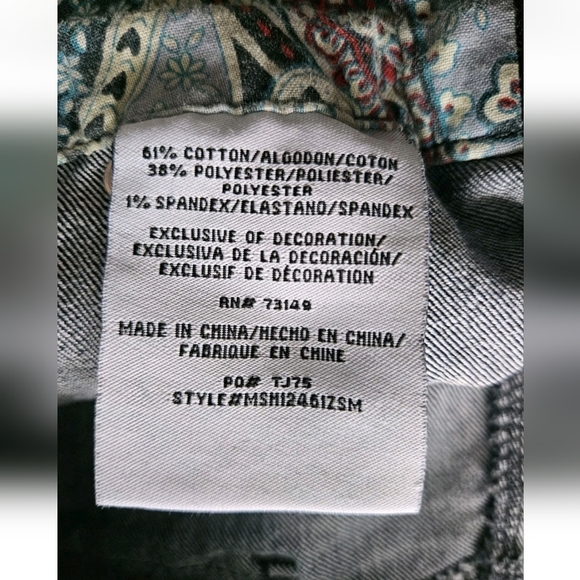 61% COTTON/ALGODON/COTON
38% POLYESTER/POLIESTER/
POLYESTER
1% SPANDEX/ELASTANO/SPANDEX
EXCLUSIVE OF DECORATION/
EXCLUSIVA DE LA DECORACIÓN/
EXCLUSIF DE DÉCORATION
RN# 73149
MADE IN CHINA/HECHO EN CHINA/
FABRIQUE EN CHINE
PO# TJ75
STYLE#MSH12461ZSM